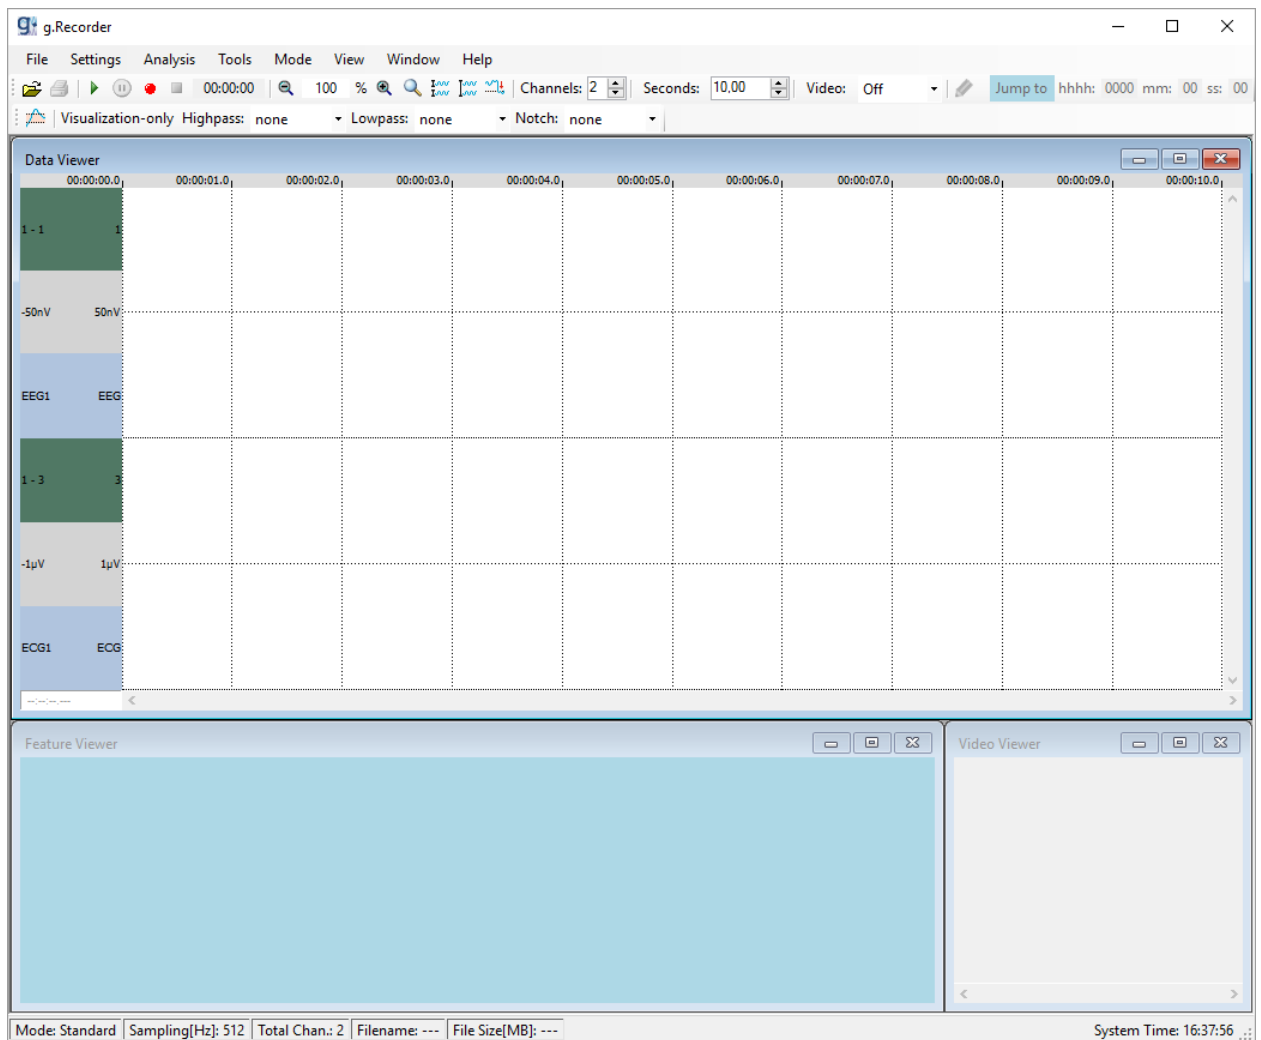 g.Recorder
File Settings Analysis Tools Mode View Window Help
00:00:00 100 % Channels: 2 Seconds: 10,00 Video: Off Jump to hhhh: 0000 mm: 00 ss: 00
Visualization-only Highpass: none Lowpass: none Notch: none
Data Viewer
00:00:00.0 00:00:01.0 00:00:02.0 00:00:03.0 00:00:04.0 00:00:05.0 00:00:06.0 00:00:07.0 00:00:08.0 00:00:09.0 00:00:10.0
1 - 1 1
-50nV 50nV
EEG1 EEG
1 - 3 3
-1µV 1µV
ECG1 ECG
--:--:--.---
Feature Viewer Video Viewer
Mode: Standard Sampling[Hz]: 512 Total Chan.: 2 Filename: --- File Size[MB]: --- System Time: 16:37:56